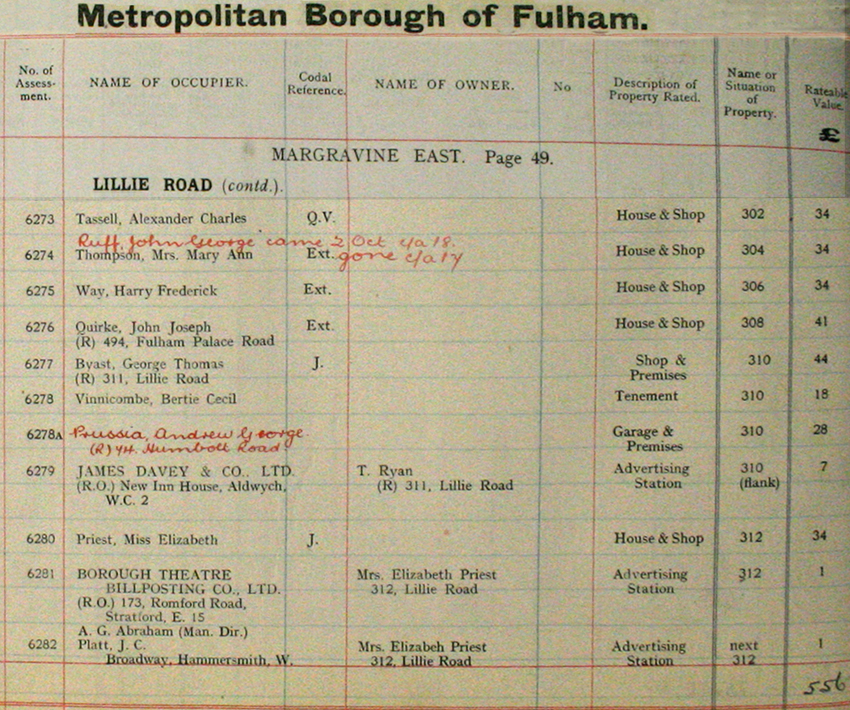 Metropolitan Borough of Fulham.
No. of Assess- ment. NAME OF OCCUPIER. Codal Reference. NAME OF OWNER. No Description of Property Rated. Name or Situation of Property. Rateable Value. £
MARGRAVINE EAST. Page 49.
LILLIE ROAD (contd.).
6273 Tassell, Alexander Charles Q.V. House & Shop 302 34
Ruff, John George came 2 Oct c/a 18.
6274 Thompson, Mrs. Mary Ann Ext. gone c/a 17 House & Shop 304 34
6275 Way, Harry Frederick Ext. House & Shop 306 34
6276 Quirke, John Joseph Ext. House & Shop 308 41
(R) 494, Fulham Palace Road
6277 Byast, George Thomas J. Shop & 310 44
(R) 311, Lillie Road Premises
6278 Vinnicombe, Bertie Cecil Tenement 310 18
6278A Prussia, Andrew George Garage & 310 28
(R) 44. Humbolt Road Premises
6279 JAMES DAVEY & CO., LTD. T. Ryan Advertising 310 7
(R.O.) New Inn House, Aldwych, (R) 311, Lillie Road Station (flank)
W.C. 2
6280 Priest, Miss Elizabeth J. House & Shop 312 34
6281 BOROUGH THEATRE Mrs. Elizabeth Priest Advertising 312 1
BILLPOSTING CO., LTD. 312, Lillie Road Station
(R.O.) 173, Romford Road,
Stratford, E. 15
A. G. Abraham (Man. Dir.)
6282 Platt, J. C. Mrs. Elizabeh Priest Advertising next 1
Broadway, Hammersmith, W. 312, Lillie Road Station 312
556